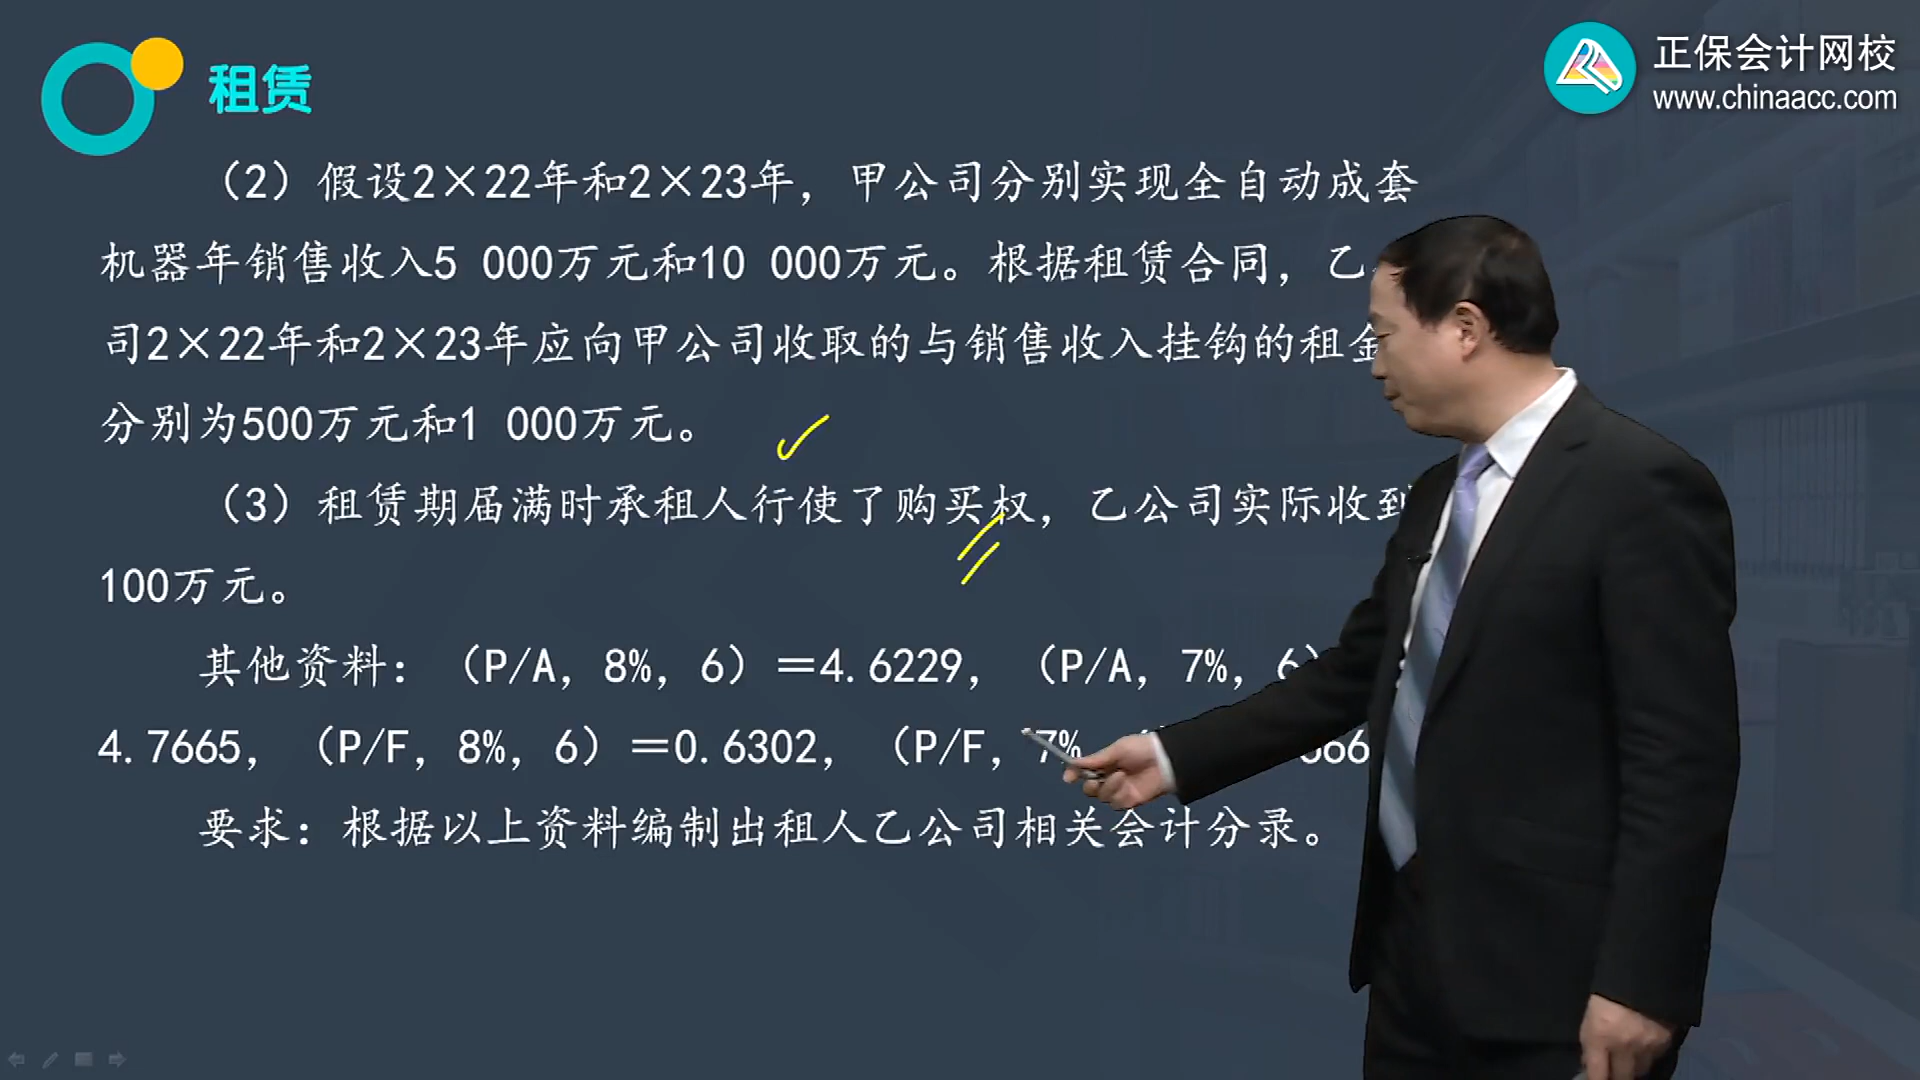 租赁
正保会计网校
www.chinaacc.com
（2）假设2×22年和2×23年，甲公司分别实现全自动成套
机器年销售收入5 000万元和10 000万元。根据租赁合同，乙
司2×22年和2×23年应向甲公司收取的与销售收入挂钩的租金
分别为500万元和1 000万元。
（3）租赁期届满时承租人行使了购买权，乙公司实际收到
100万元。
其他资料：（P/A，8%，6）＝4.6229，（P/A，7%，6）
4.7665，（P/F，8%，6）＝0.6302，（P/F，7%，
要求：根据以上资料编制出租人乙公司相关会计分录。